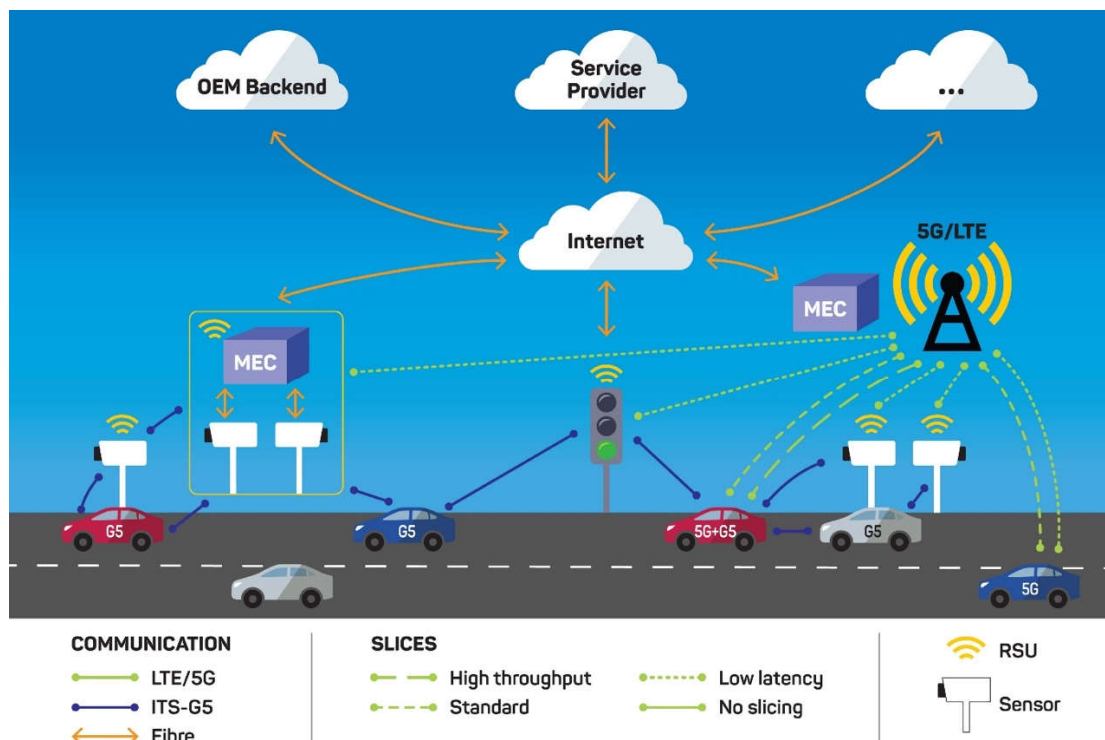 OEM Backend
Service
Provider
...
Internet
5G/LTE
MEC
MEC
G5
G5
5G+G5
G5
5G
COMMUNICATION
LTE/5G
ITS-G5
Fibre
SLICES
High throughput
Standard
Low latency
No slicing
RSU
Sensor